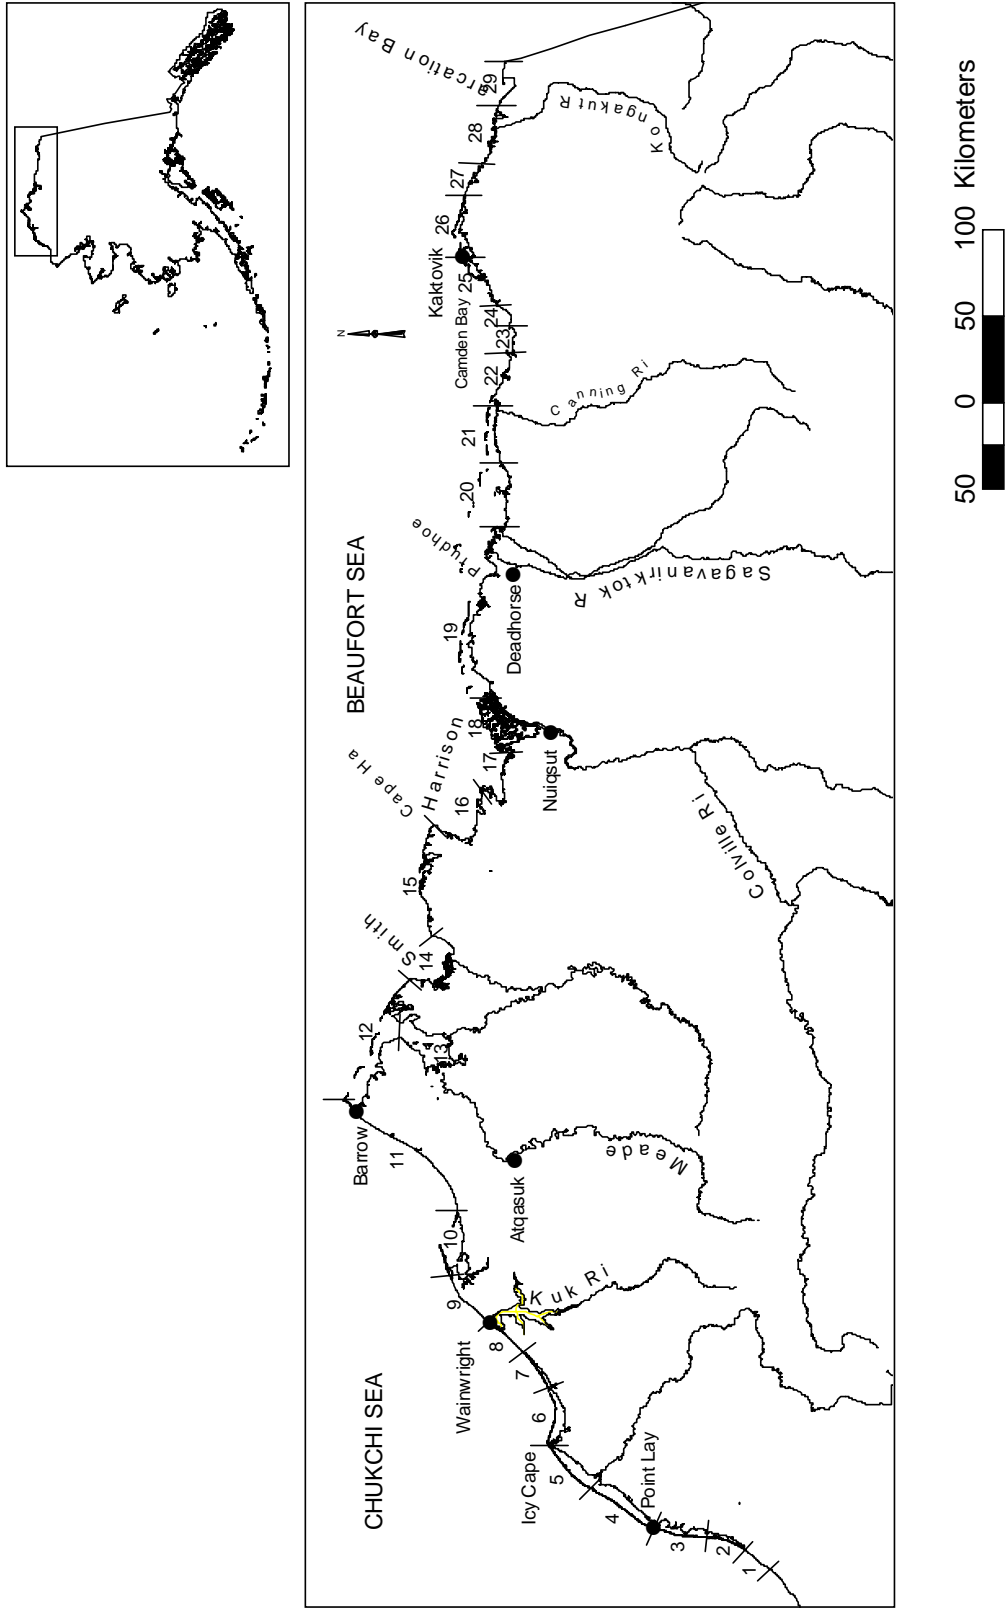 CHUKCHI SEA
BEAUFORT SEA
N
Point Lay
Icy Cape
Wainwright
Barrow
Atqasuk
Nuiqsut
Deadhorse
Kaktovik
Camden Bay
Smith
Cape Ha
Harrison
Prudhoe
rcation Bay
Kuk Ri
Meade
Colville Ri
Sagavanirktok R
Canning Ri
Kongakut R
1
2
3
4
5
6
7
8
9
10
11
12
13
14
15
16
17
18
19
20
21
22
23
24
25
26
27
28
29
50 0 50 100 Kilometers